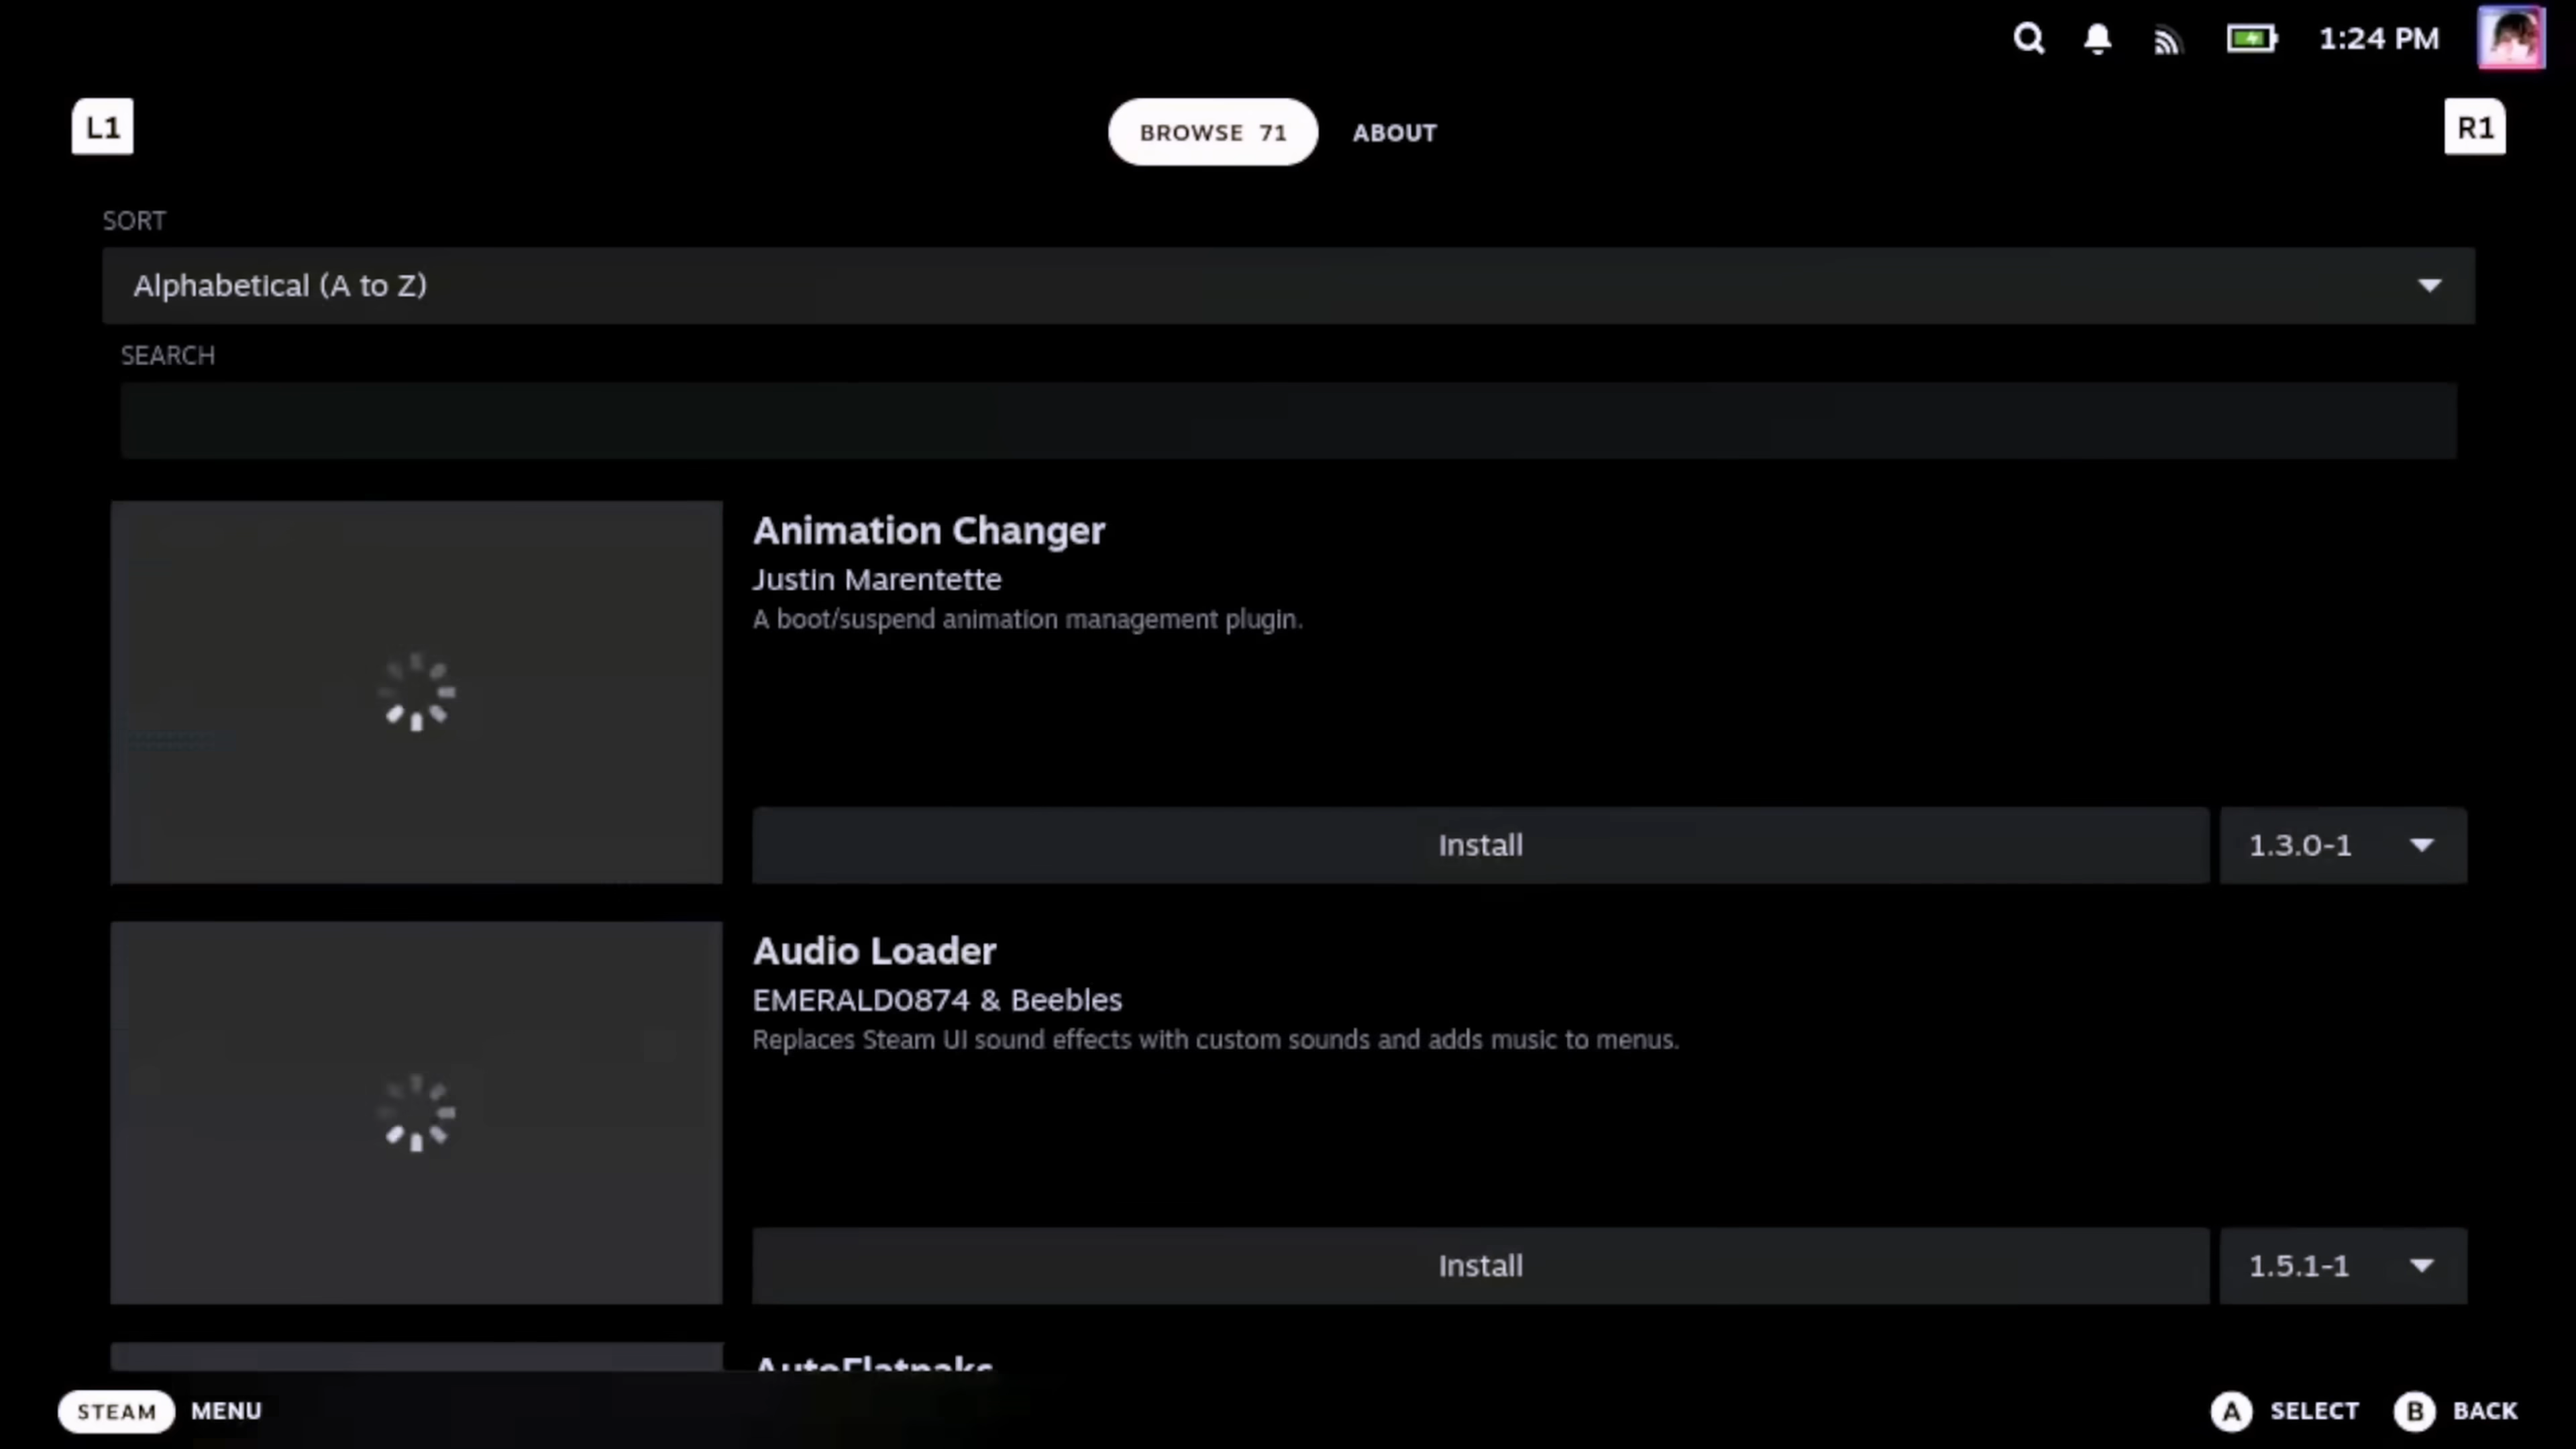 1:24 PM
L1
BROWSE 71
ABOUT
R1
SORT
Alphabetical (A to Z)
SEARCH
Animation Changer
Justin Marentette
A boot/suspend animation management plugin.
Install
1.3.0-1
Audio Loader
EMERALD0874 & Beebles
Replaces Steam UI sound effects with custom sounds and adds music to menus.
Install
1.5.1-1
AutoFlatpaks
STEAM MENU
A SELECT
B BACK